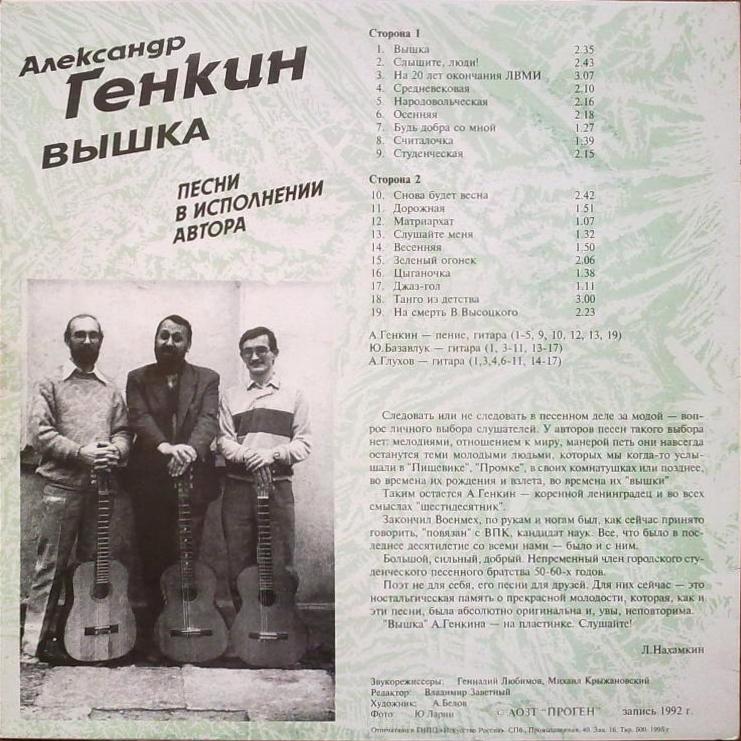 Александр
Генкин
ВЫШКА
ПЕСНИ
В ИСПОЛНЕНИИ
АВТОРА
Сторона 1
1. Вышка 2.35
2. Слышите, люди! 2.43
3. На 20 лет окончания ЛВМИ 3.07
4. Средневековая 2.10
5. Народовольческая 2.16
6. Осенняя 2.18
7. Будь добра со мной 1.27
8. Считалочка 1.39
9. Студенческая 2.15
Сторона 2
10. Снова будет весна 2.42
11. Дорожная 1.51
12. Матриархат 1.07
13. Слушайте меня 1.32
14. Весенняя 1.50
15. Зеленый огонек 2.06
16. Цыганочка 1.38
17. Джаз-гол 1.11
18. Танго из детства 3.00
19. На смерть В.Высоцкого 2.23
А.Генкин — пение, гитара (1-5, 9, 10, 12, 13, 19)
Ю.Базавлук — гитара (1, 3-11, 13-17)
А.Глухов — гитара (1,3,4,6-11, 14-17)
Следовать или не следовать в песенном деле за модой — воп-
рос личного выбора слушателей. У авторов песен такого выбора
нет: мелодиями, отношением к миру, манерой петь они навсегда
останутся теми молодыми людьми, которых мы когда-то услы-
шали в "Пищевике", "Промке", в своих комнатушках или позднее,
во времена их рождения и взлета, во времена их "вышки"
Таким остается А.Генкин — коренной ленинградец и во всех
смыслах "шестидесятник".
Закончил Военмех, по рукам и ногам был, как сейчас принято
говорить, "повязан" с ВПК, кандидат наук. Все, что было в пос-
леднее десятилетие со всеми нами — было и с ним.
Большой, сильный, добрый. Непременный член городского сту-
денческого песенного братства 50-60-х годов.
Поэт не для себя, его песни для друзей. Для них сейчас — это
ностальгическая память о прекрасной молодости, которая, как и
эти песни, была абсолютно оригинальна и, увы, неповторима.
"Вышка" А.Генкина — на пластинке. Слушайте!
Л.Нахамкин
Звукорежиссеры: Геннадий Любимов, Михаил Крыжановский
Редактор: Владимир Заветный
Художник: А.Белов
Фото: Ю.Ларин © АОЗТ "ПРОГЕН" запись 1992 г.
Отпечатано в ГИПП «Искусство России» СПб., Промышленная, 40. Зак. 16. Тир. 500. 1995 г.